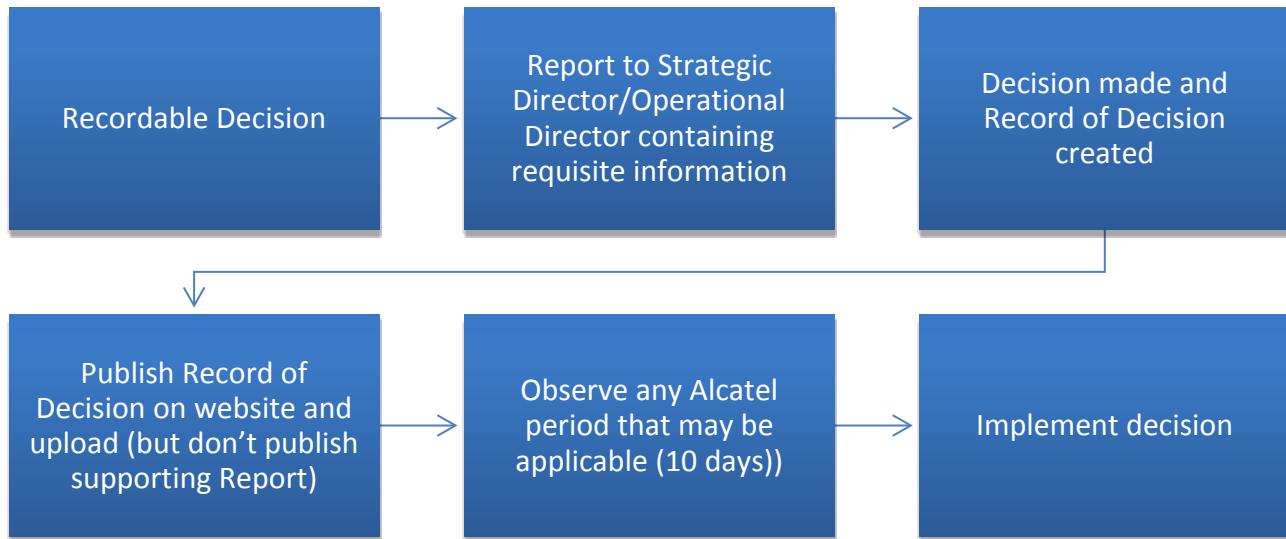 Recordable Decision
Report to Strategic
Director/Operational
Director containing
requisite information
Decision made and
Record of Decision
created
Publish Record of
Decision on website and
upload (but don’t publish
supporting Report)
Observe any Alcatel
period that may be
applicable (10 days))
Implement decision